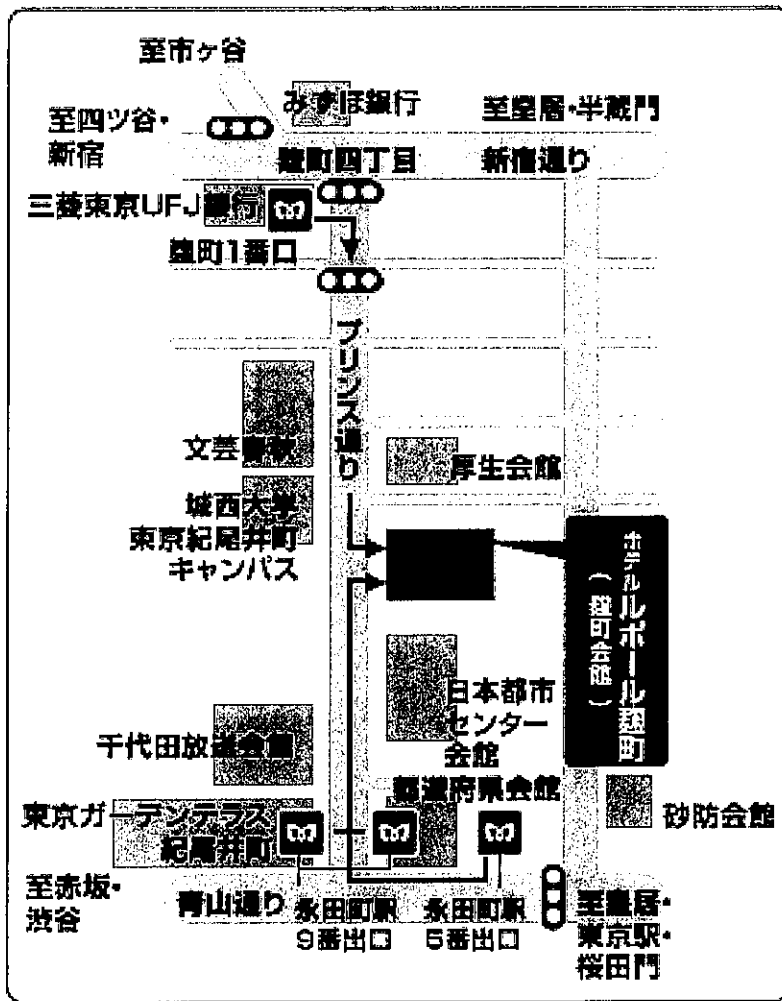 至市ヶ谷
みずほ銀行
至皇居・半蔵門
至四ツ谷・
新宿
麹町四丁目
新宿通り
三菱東京UFJ銀行
麹町1番口
プリンス通り
文芸春秋
厚生会館
城西大学
東京紀尾井町
キャンパス
ホテルルポール麹町
(麹町会館)
日本都市
センター
会館
千代田放送会館
都道府県会館
東京ガーデンテラス
紀尾井町
砂防会館
至赤坂・
渋谷
青山通り
永田町駅
9番出口
永田町駅
5番出口
至皇居・
東京駅・
桜田門